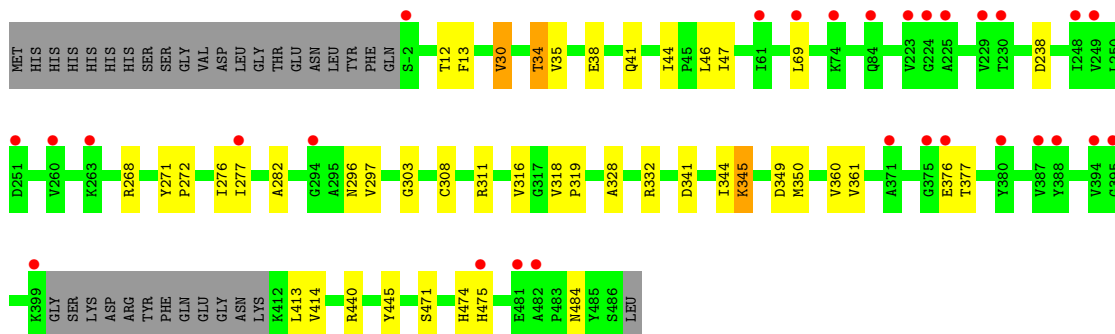 MET HIS HIS HIS HIS HIS HIS SER SER GLY VAL ASP LEU GLY THR GLU ASN LEU TYR PHE GLN S-2 T12 F13 V30 T34 V35 E38 Q41 I44 P45 L46 I47 I61 L69 K74 Q84 V223 G224 A225 V229 T230 D238 I248 V249
D251 V260 K263 R268 Y271 P272 I276 I277 A282 G294 A295 N296 V297 G303 C308 R311 V316 G317 V318 P319 A328 R332 D341 I344 K345 D349 M350 V360 V361 A371 G375 E376 T377 Y380 V387 Y388 V394
K399 GLY SER LYS ASP ARG TYR PHE GLN GLU GLY ASN LYS K412 L413 V414 R440 Y445 S471 H474 H475 E481 A482 P483 N484 Y485 S486 LEU